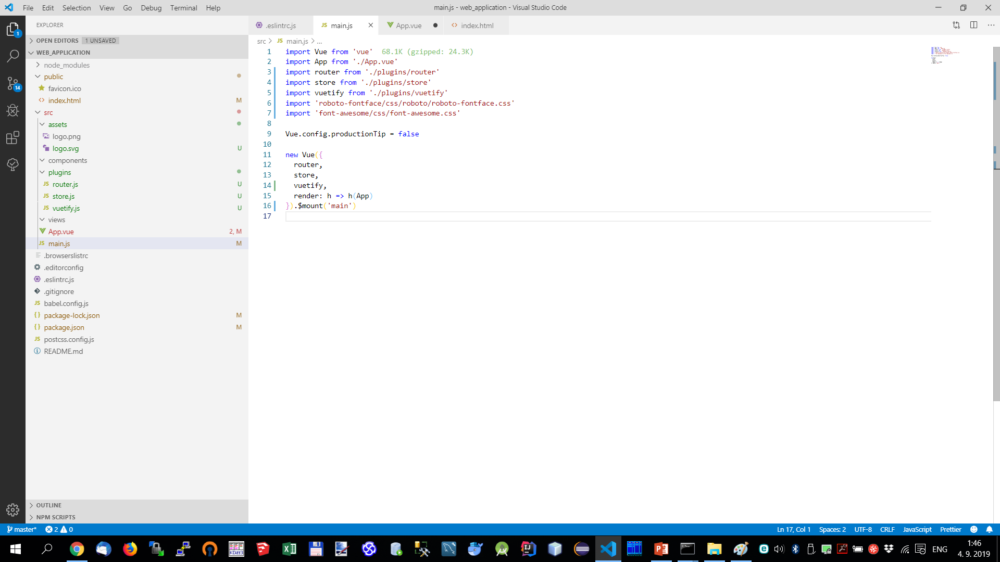 File Edit Selection View Go Debug Terminal Help
main.js - web_application - Visual Studio Code
EXPLORER
OPEN EDITORS 1 UNSAVED
WEB_APPLICATION
node_modules
public
favicon.ico
index.html M
src
assets
logo.png
logo.svg U
components
plugins
router.js U
store.js U
vuetify.js U
views
App.vue 2, M
main.js M
.browserslistrc
.editorconfig
.eslintrc.js
.gitignore
babel.config.js
package-lock.json M
package.json M
postcss.config.js
README.md
OUTLINE
NPM SCRIPTS
1
14
.eslintrc.js JS main.js App.vue index.html
src JS main.js ...
1 import Vue from 'vue' 68.1K (gzipped: 24.3K)
2 import App from './App.vue'
3 import router from './plugins/router'
4 import store from './plugins/store'
5 import vuetify from './plugins/vuetify'
6 import 'roboto-fontface/css/roboto/roboto-fontface.css'
7 import 'font-awesome/css/font-awesome.css'
8
9 Vue.config.productionTip = false
10
11 new Vue({
12 router,
13 store,
14 vuetify,
15 render: h => h(App)
16 }).$mount('main')
17
master* 2 0
Ln 17, Col 1 Spaces: 2 UTF-8 CRLF JavaScript Prettier
ENG 1:46
4. 9. 2019